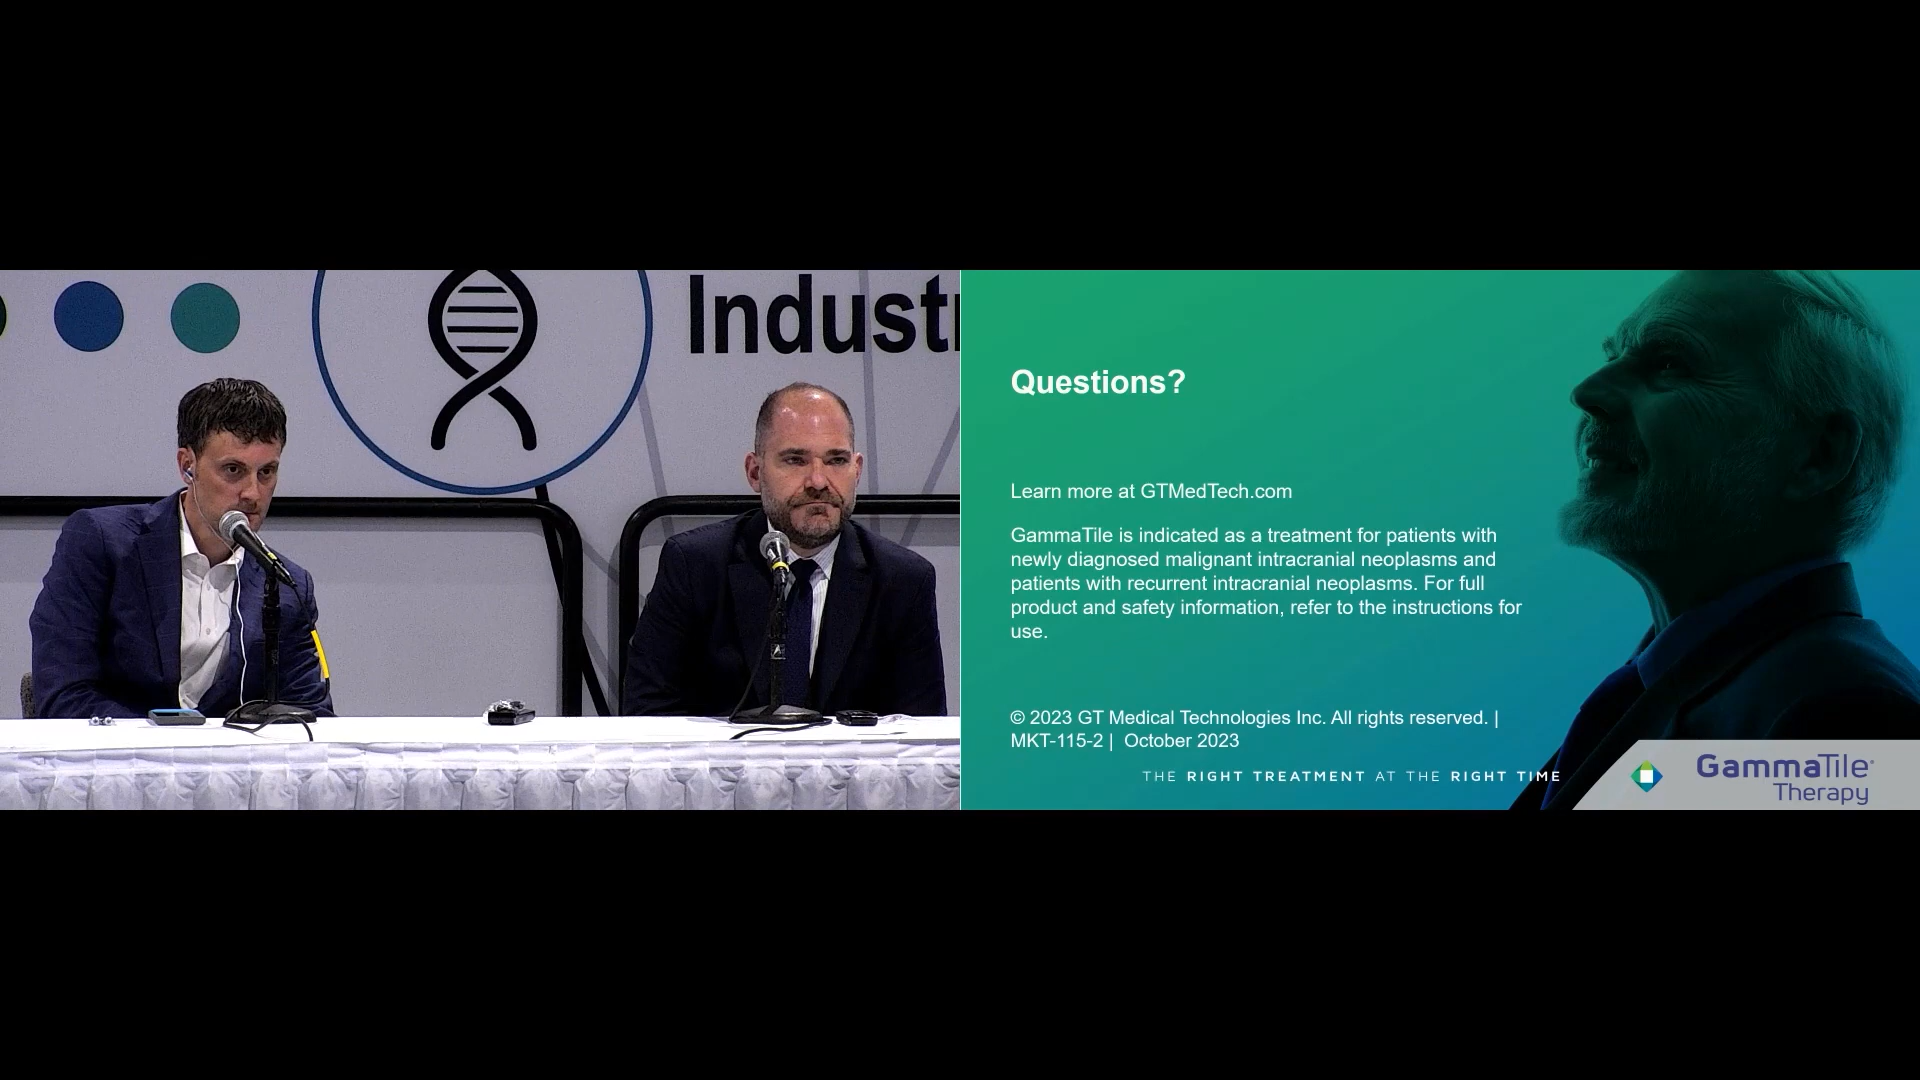 Industr
Questions?
Learn more at GTMedTech.com
GammaTile is indicated as a treatment for patients with
newly diagnosed malignant intracranial neoplasms and
patients with recurrent intracranial neoplasms. For full
product and safety information, refer to the instructions for
use.
© 2023 GT Medical Technologies Inc. All rights reserved. |
MKT-115-2 | October 2023
THE RIGHT TREATMENT AT THE RIGHT TIME
GammaTile®
Therapy